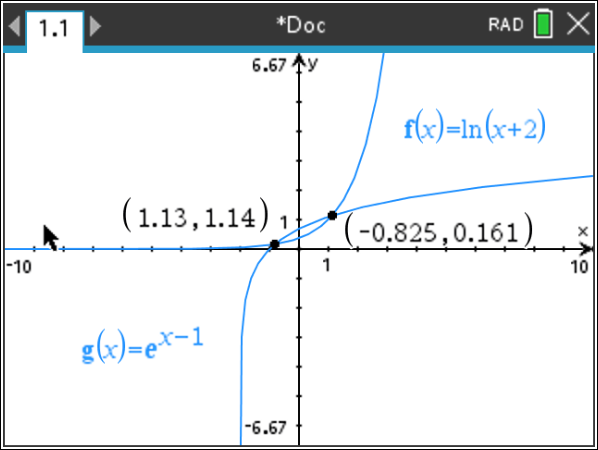 1.1 *Doc RAD
6.67 y
f(x)=ln(x+2)
(1.13,1.14) 1 (-0.825,0.161) x
-10 1 10
g(x)=e^{x-1}
-6.67